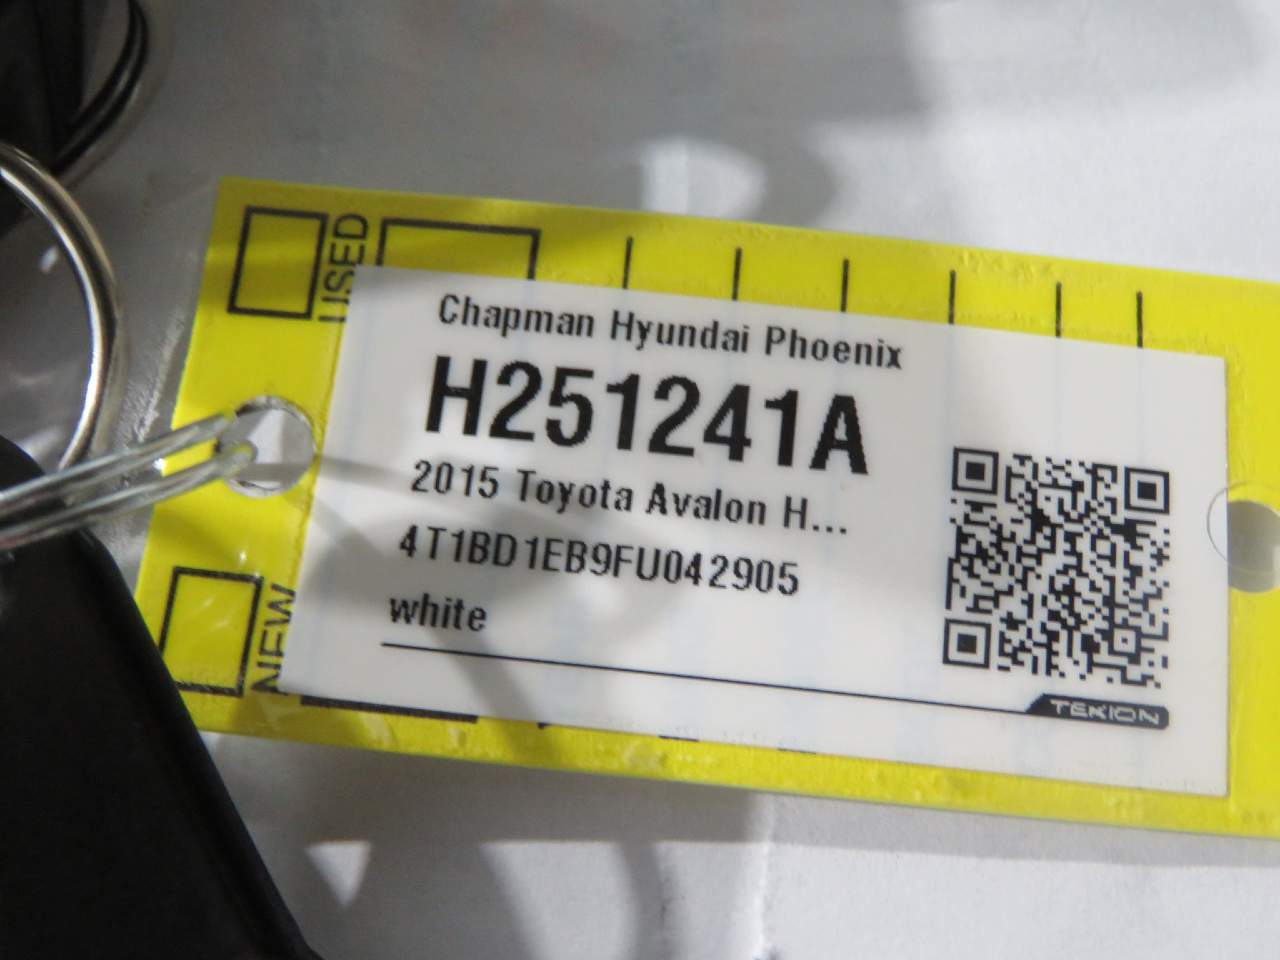 USED
Chapman Hyundai Phoenix
H251241A
2015 Toyota Avalon H...
4T1BD1EB9FU042905
white
NEW
TEKION